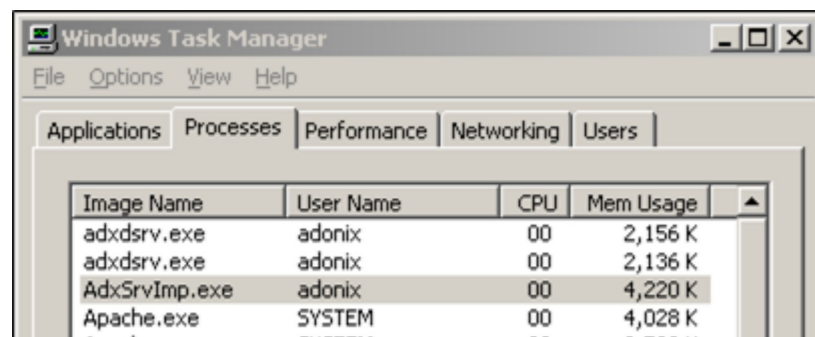 Windows Task Manager
File Options View Help
Applications Processes Performance Networking Users
Image Name User Name CPU Mem Usage
adxdsrv.exe adonix 00 2,156 K
adxdsrv.exe adonix 00 2,136 K
AdxSrvImp.exe adonix 00 4,220 K
Apache.exe SYSTEM 00 4,028 K